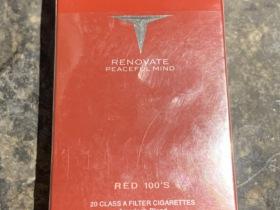 RENOVATE
PEACEFUL MIND
RED 100'S
20 CLASS A FILTER CIGARETTES